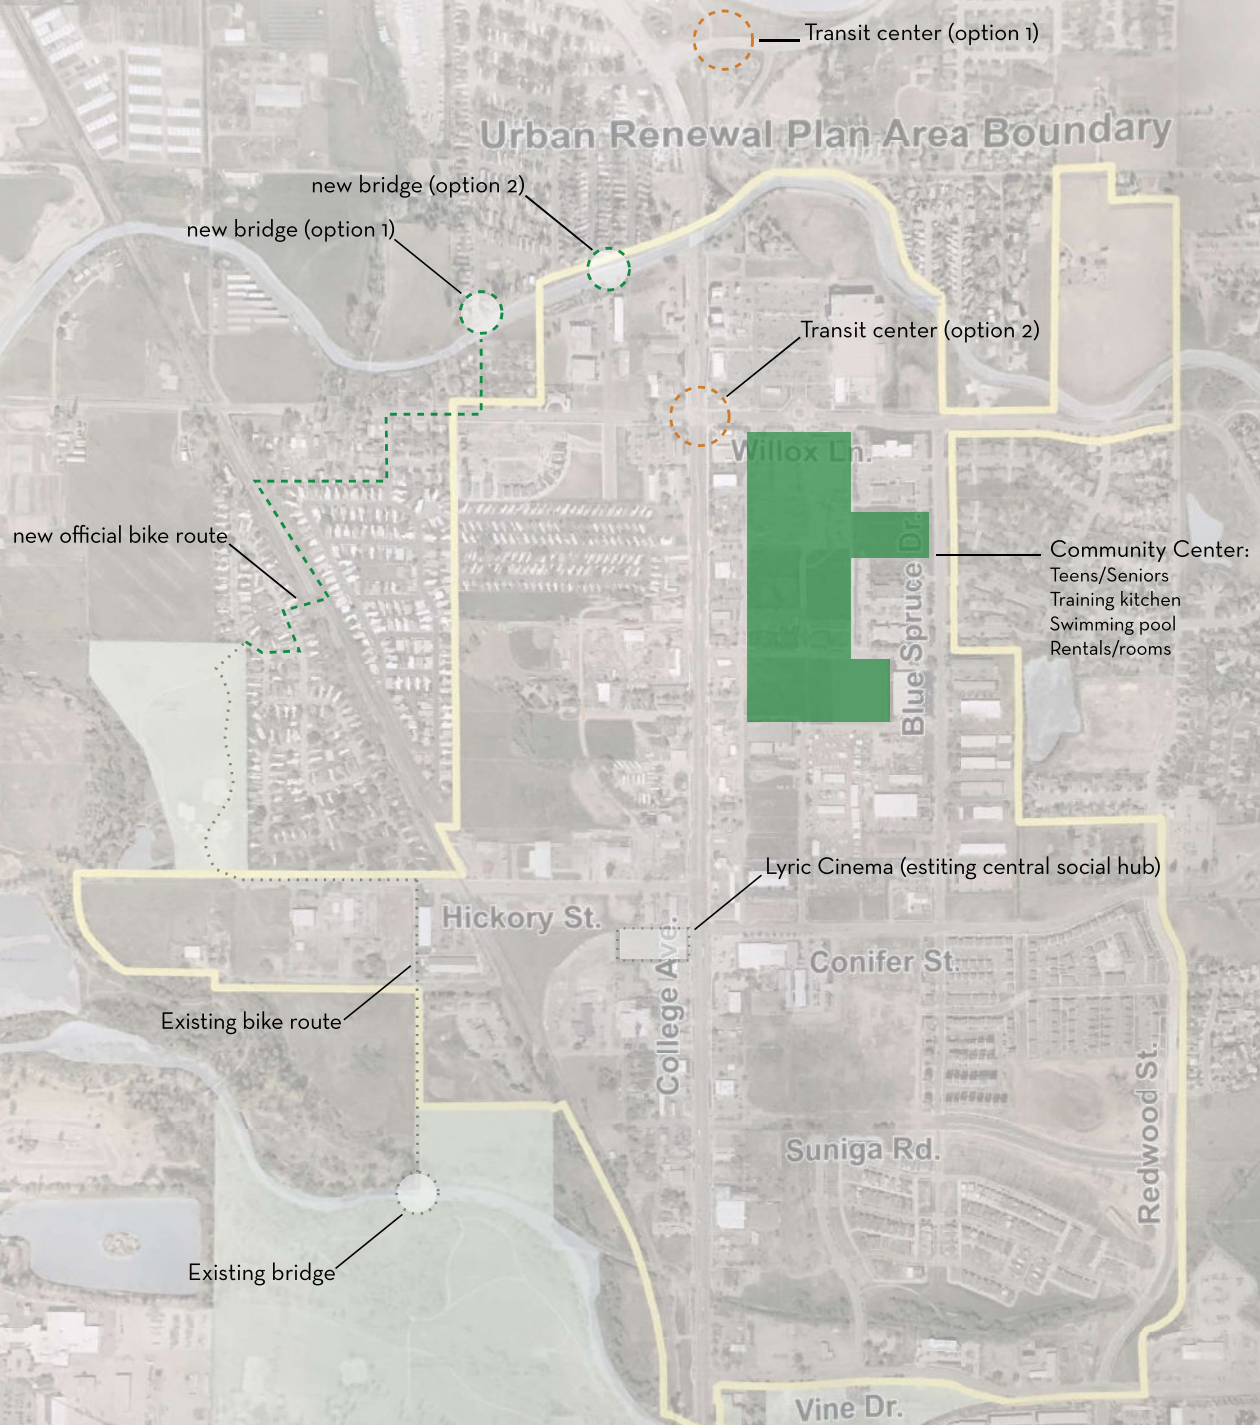 Transit center (option 1)
Urban Renewal Plan Area Boundary
new bridge (option 2)
new bridge (option 1)
Transit center (option 2)
Willox Ln.
new official bike route
Community Center:
Teens/Seniors
Training kitchen
Swimming pool
Rentals/rooms
Blue Spruce Dr.
Lyric Cinema (estiting central social hub)
Hickory St.
College Ave.
Conifer St.
Existing bike route
Redwood St.
Suniga Rd.
Existing bridge
Vine Dr.